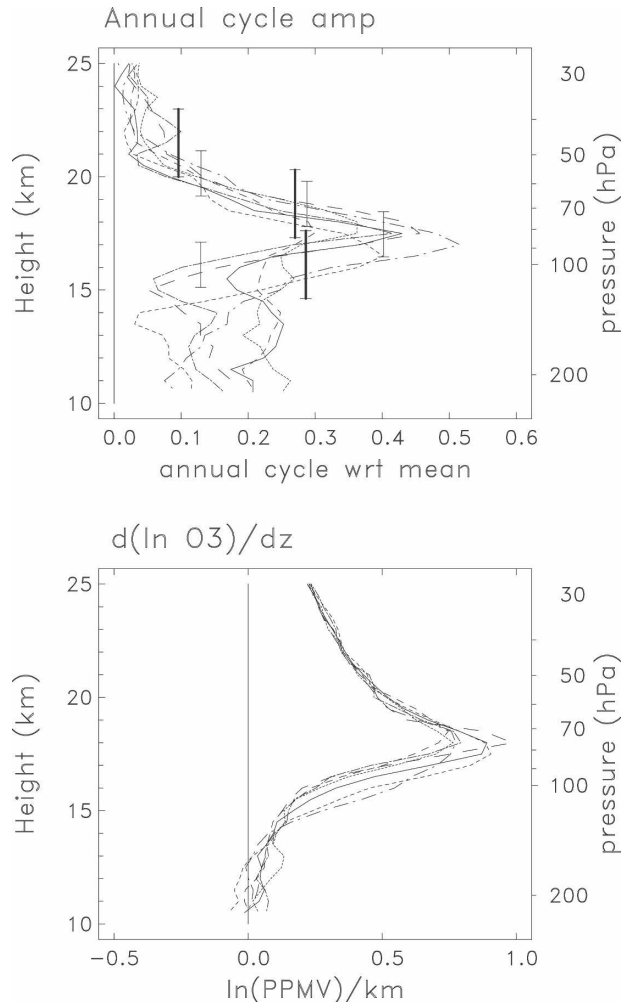 Annual cycle amp
25
20
15
10
Height (km)
30
50
70
100
200
pressure (hPa)
0.0 0.1 0.2 0.3 0.4 0.5 0.6
annual cycle wrt mean
d(ln O3)/dz
25
20
15
10
Height (km)
30
50
70
100
200
pressure (hPa)
-0.5 0.0 0.5 1.0
ln(PPMV)/km